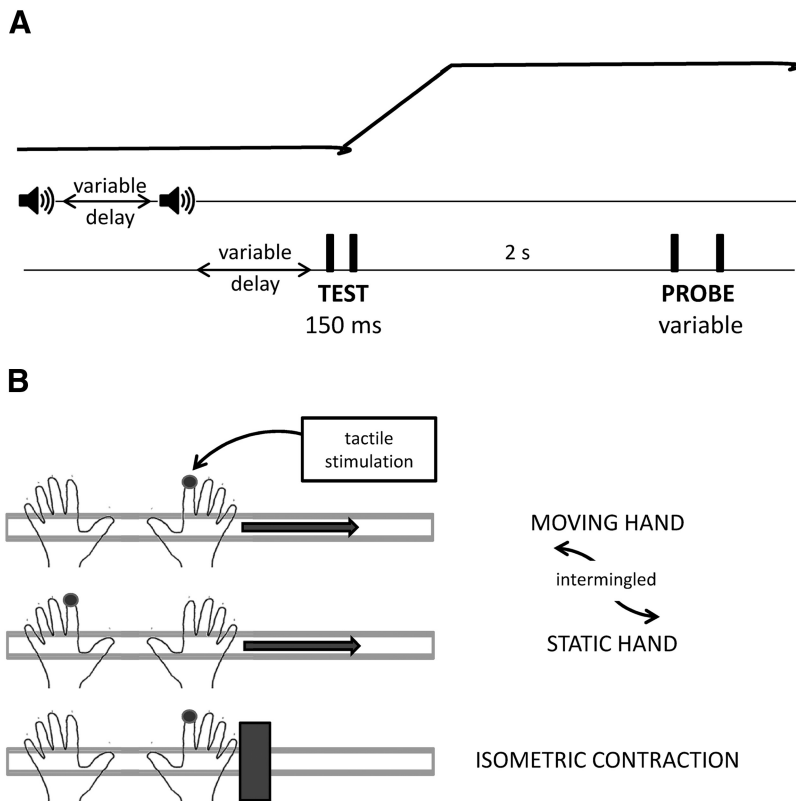 A
variable
delay
variable
delay
2 s
TEST
PROBE
150 ms
variable
B
tactile
stimulation
MOVING HAND
intermingled
STATIC HAND
ISOMETRIC CONTRACTION